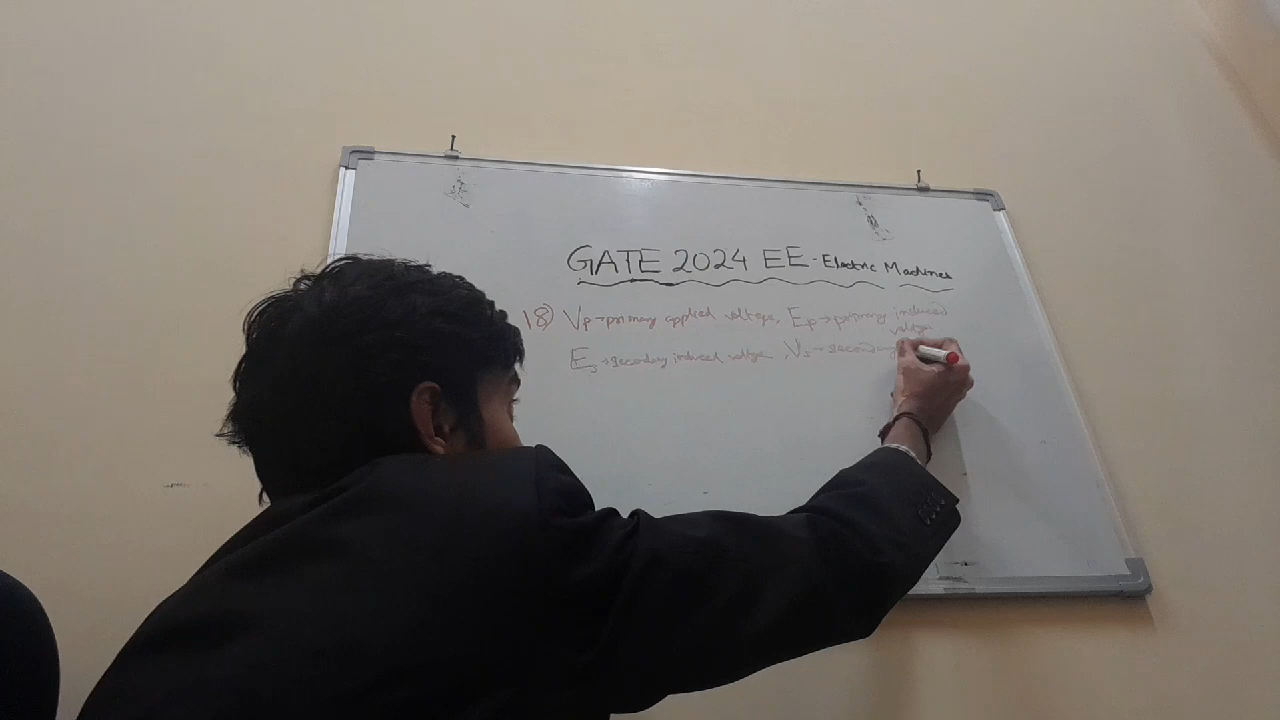 GATE 2024 EE - Electric Machines
18) Vp → primary applied voltage, Ep → primary induced
voltage
Es → secondary induced voltage, Vs → secondary